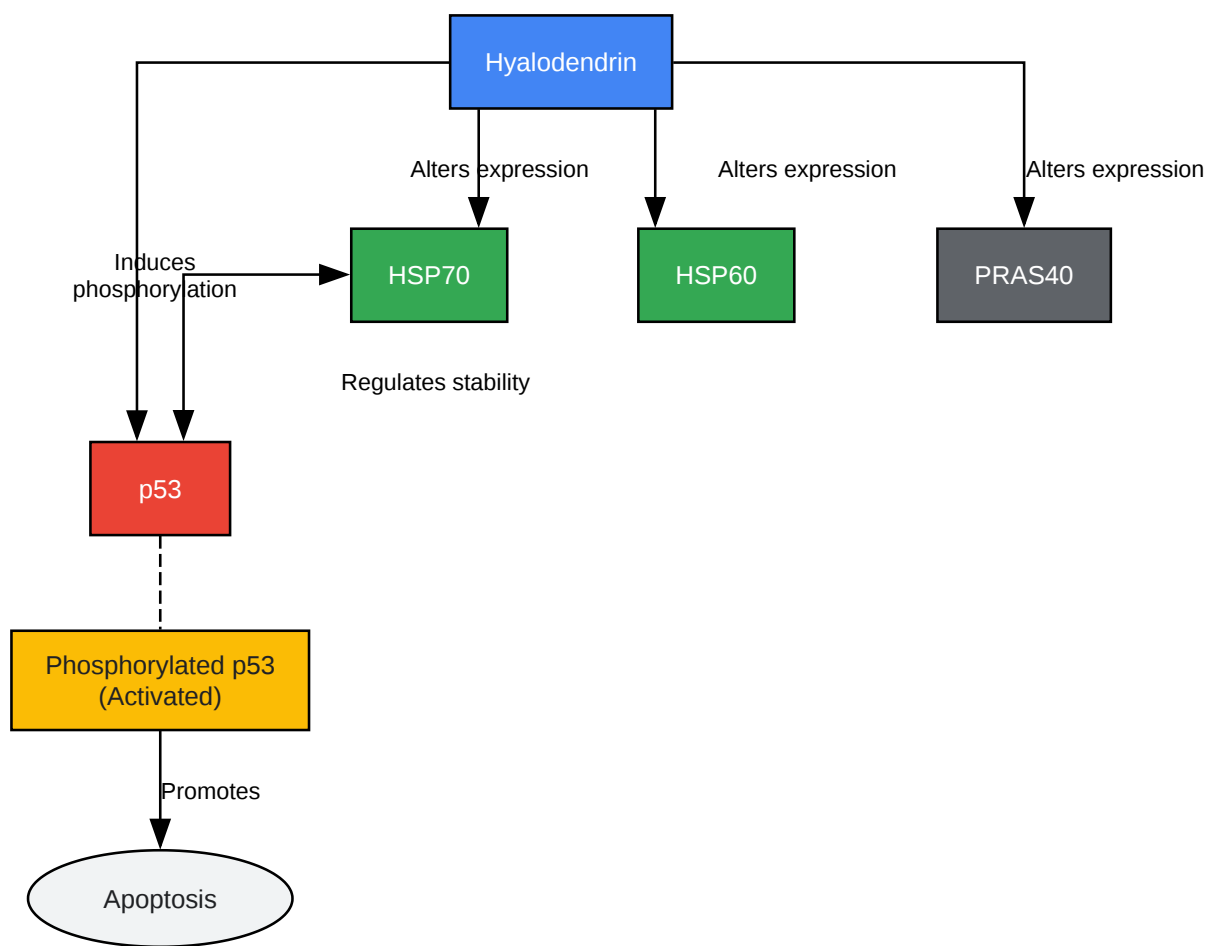 Hyalodendrin
Alters expression
Alters expression
Alters expression
Induces
phosphorylation
HSP70
HSP60
PRAS40
Regulates stability
p53
Phosphorylated p53
(Activated)
Promotes
Apoptosis